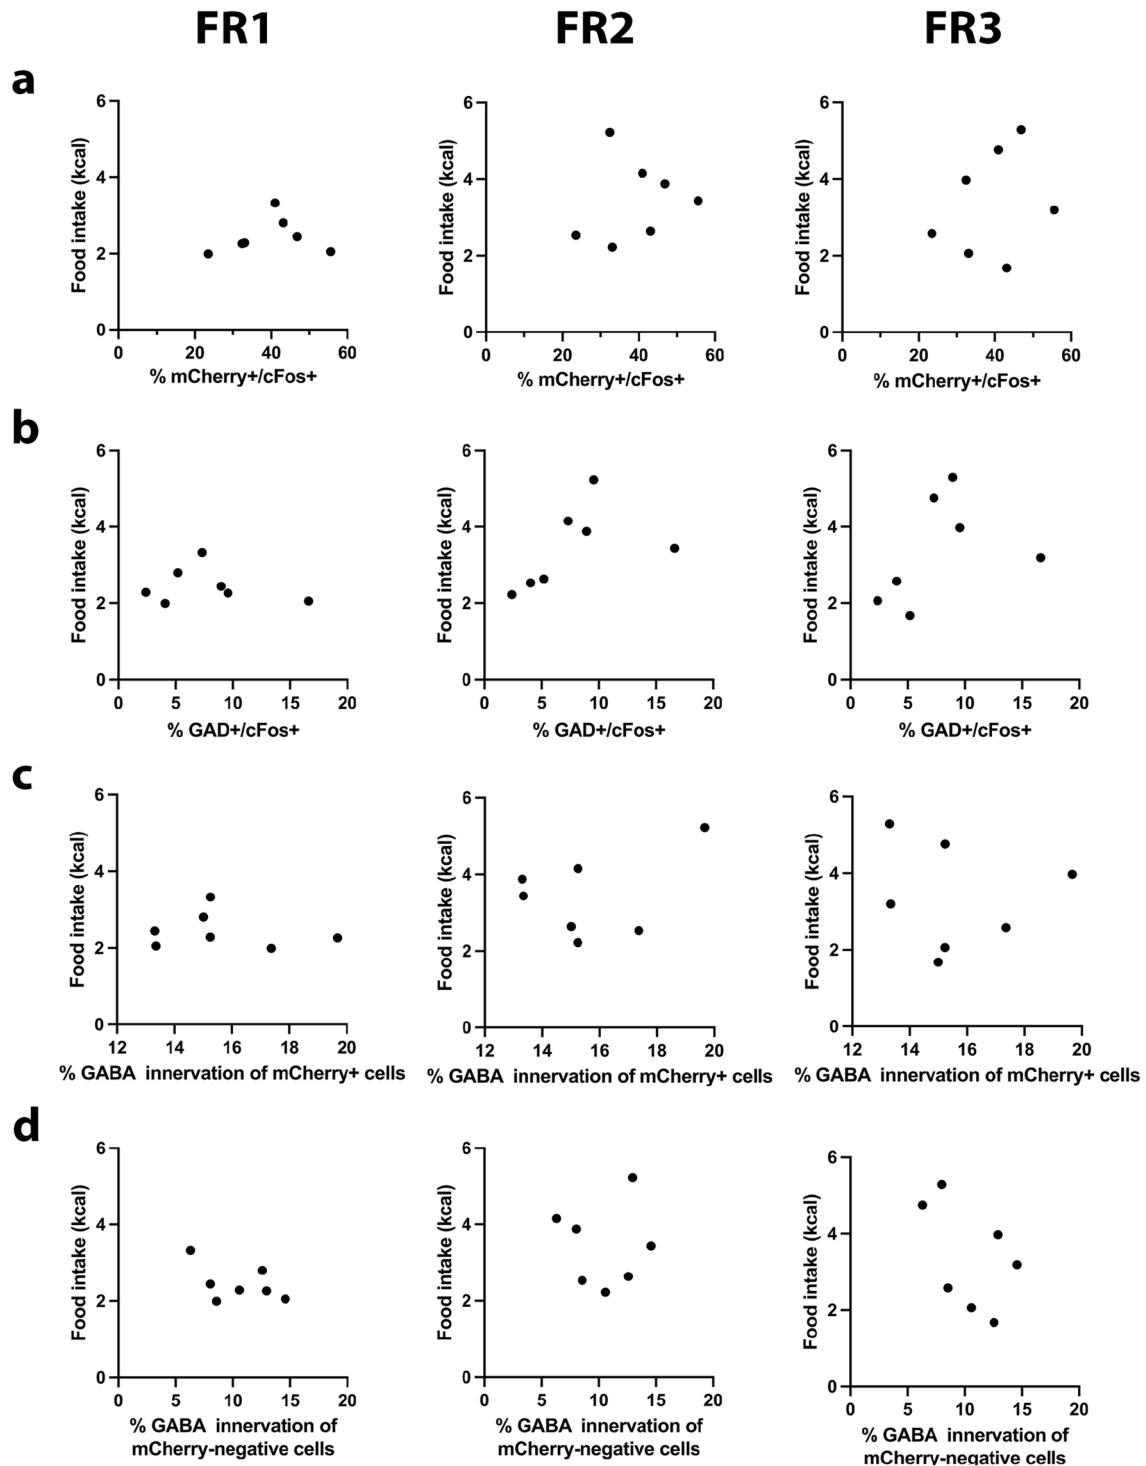 FR1 FR2 FR3
a
6 6 6
Food intake (kcal) Food intake (kcal) Food intake (kcal)
4 4 4
2 2 2
0 0 0
0 20 40 60 0 20 40 60 0 20 40 60
% mCherry+/cFos+ % mCherry+/cFos+ % mCherry+/cFos+
b
6 6 6
Food intake (kcal) Food intake (kcal) Food intake (kcal)
4 4 4
2 2 2
0 0 0
0 5 10 15 20 0 5 10 15 20 0 5 10 15 20
% GAD+/cFos+ % GAD+/cFos+ % GAD+/cFos+
c
6 6 6
Food intake (kcal) Food intake (kcal) Food intake (kcal)
4 4 4
2 2 2
0 0 0
12 14 16 18 20 12 14 16 18 20 12 14 16 18 20
% GABA innervation of mCherry+ cells % GABA innervation of mCherry+ cells % GABA innervation of mCherry+ cells
d
6 6 6
Food intake (kcal) Food intake (kcal) Food intake (kcal)
4 4 4
2 2 2
0 0 0
0 5 10 15 20 0 5 10 15 20 0 5 10 15 20
% GABA innervation of % GABA innervation of % GABA innervation of
mCherry-negative cells mCherry-negative cells mCherry-negative cells